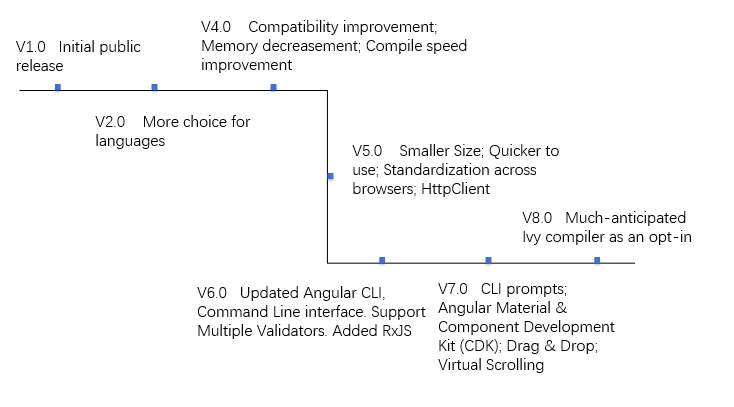 V1.0 Initial public
release
V2.0 More choice for
languages
V4.0 Compatibility improvement;
Memory decreasement; Compile speed
improvement
V5.0 Smaller Size; Quicker to
use; Standardization across
browsers; HttpClient
V6.0 Updated Angular CLI,
Command Line interface. Support
Multiple Validators. Added RxJS
V7.0 CLI prompts;
Angular Material &
Component Development
Kit (CDK); Drag & Drop;
Virtual Scrolling
V8.0 Much-anticipated
Ivy compiler as an opt-in